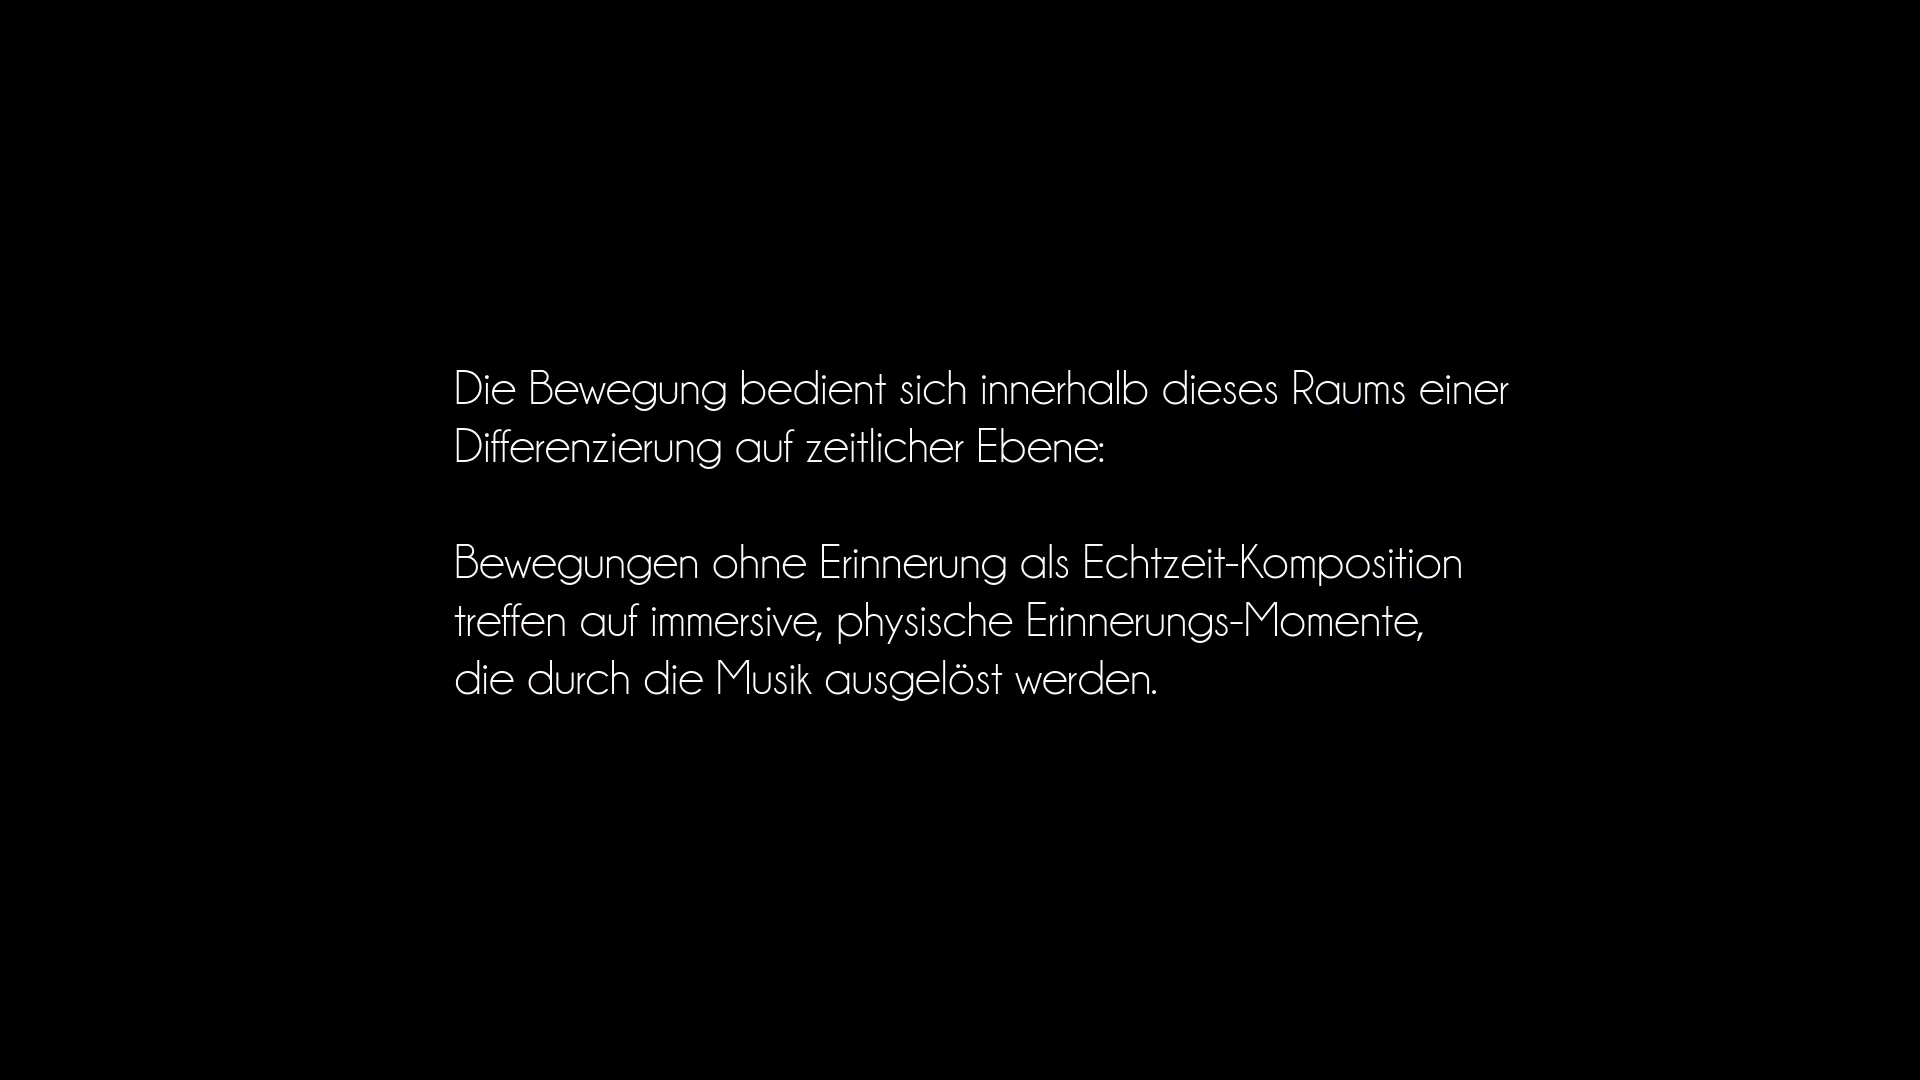 Die Bewegung bedient sich innerhalb dieses Raums einer
Differenzierung auf zeitlicher Ebene:
Bewegungen ohne Erinnerung als Echtzeit-Komposition
treffen auf immersive, physische Erinnerungs-Momente,
die durch die Musik ausgelöst werden.